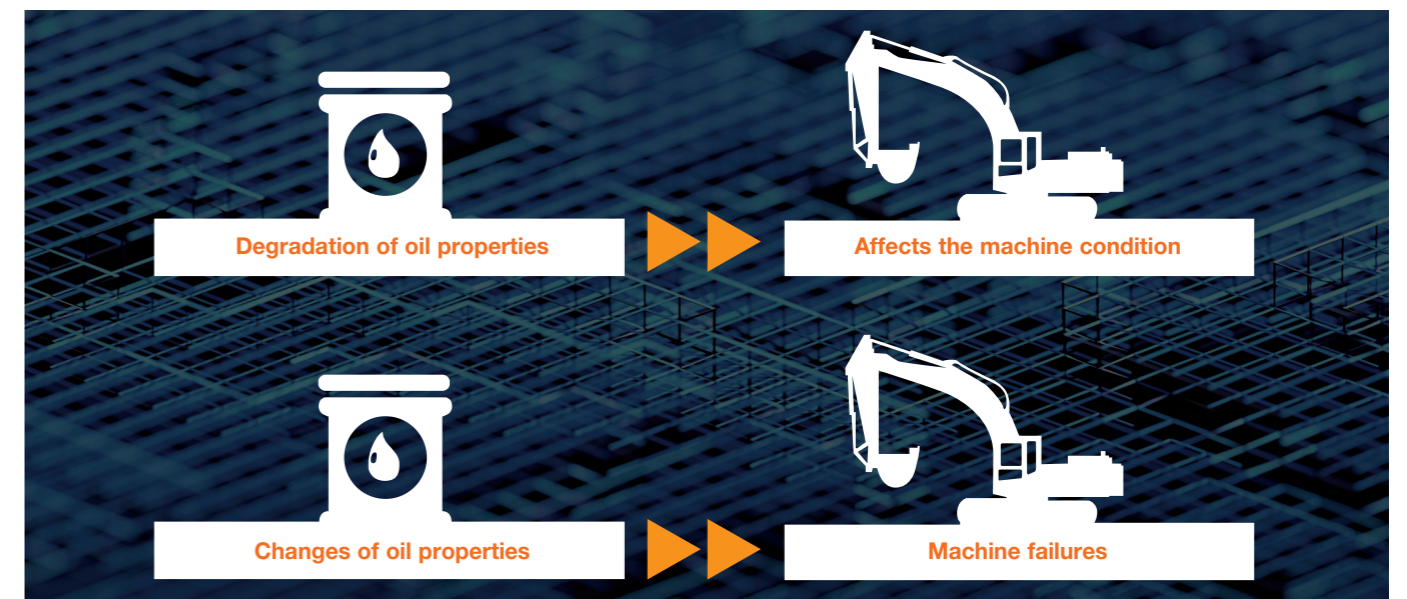 Degradation of oil properties
Affects the machine condition
Changes of oil properties
Machine failures